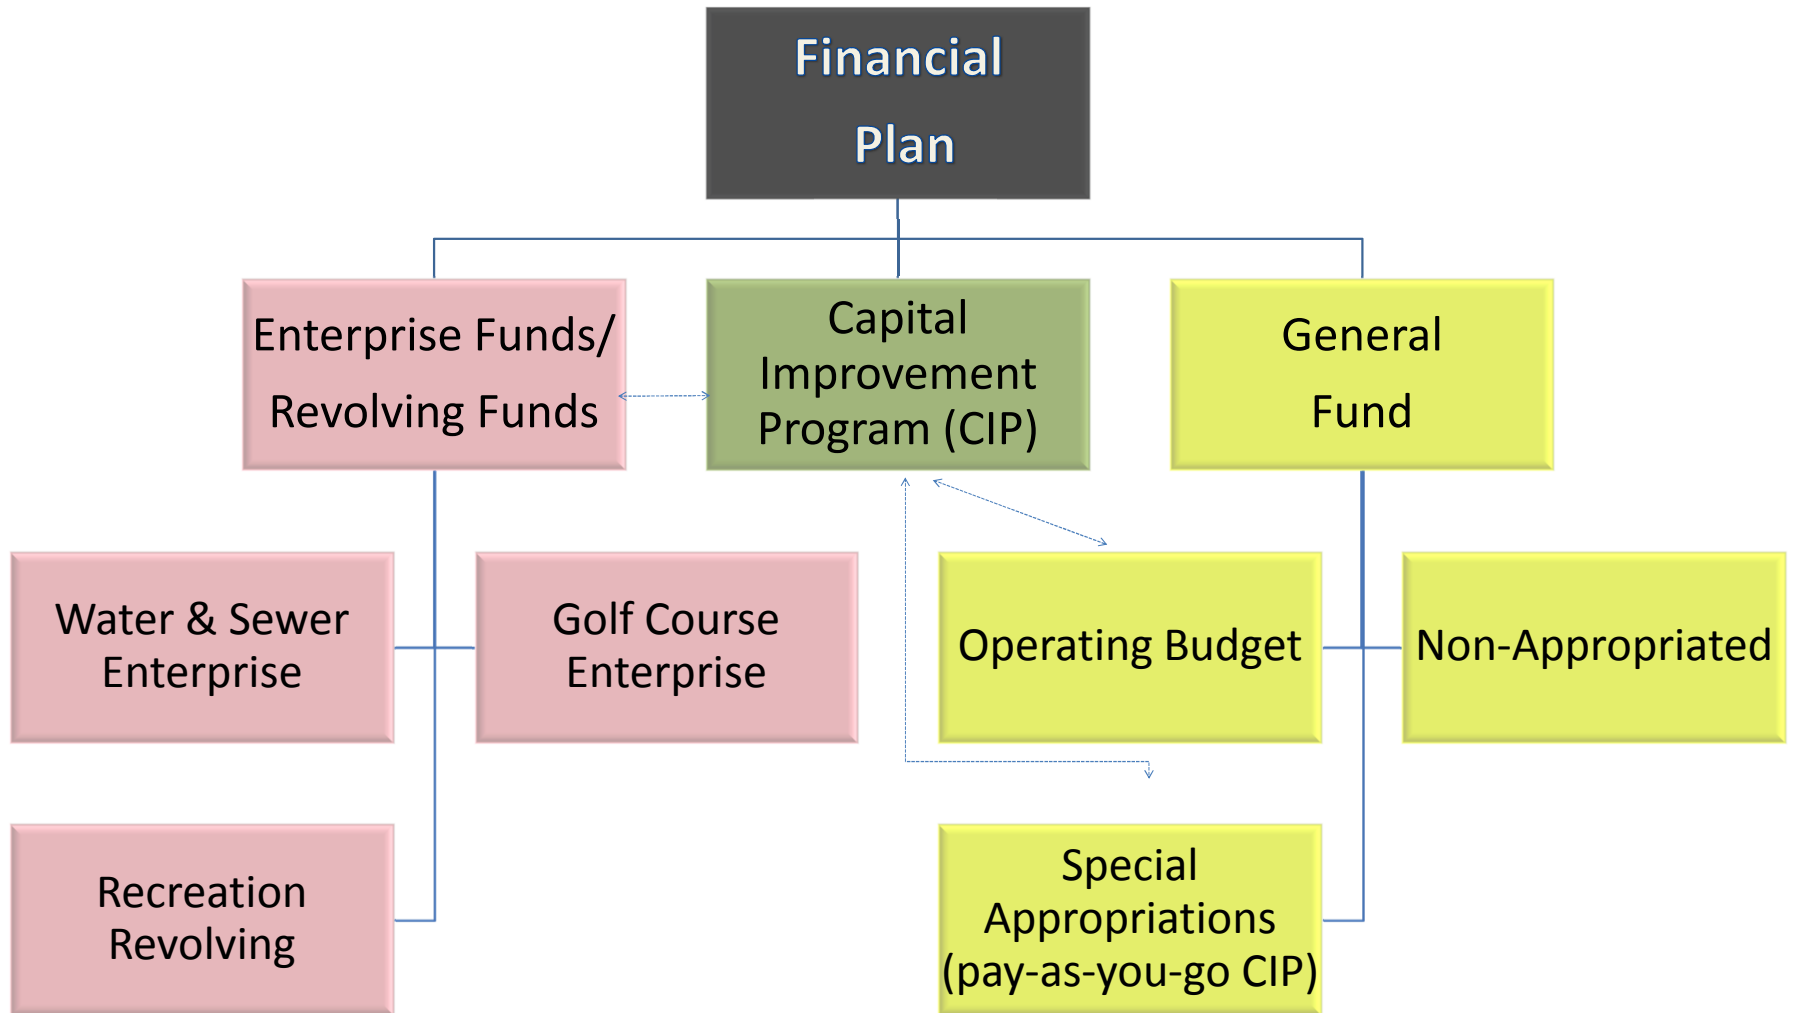 Financial
Plan
Enterprise Funds/
Revolving Funds
Capital
Improvement
Program (CIP)
General
Fund
Water & Sewer
Enterprise
Golf Course
Enterprise
Operating Budget
Non-Appropriated
Recreation
Revolving
Special
Appropriations
(pay-as-you-go CIP)